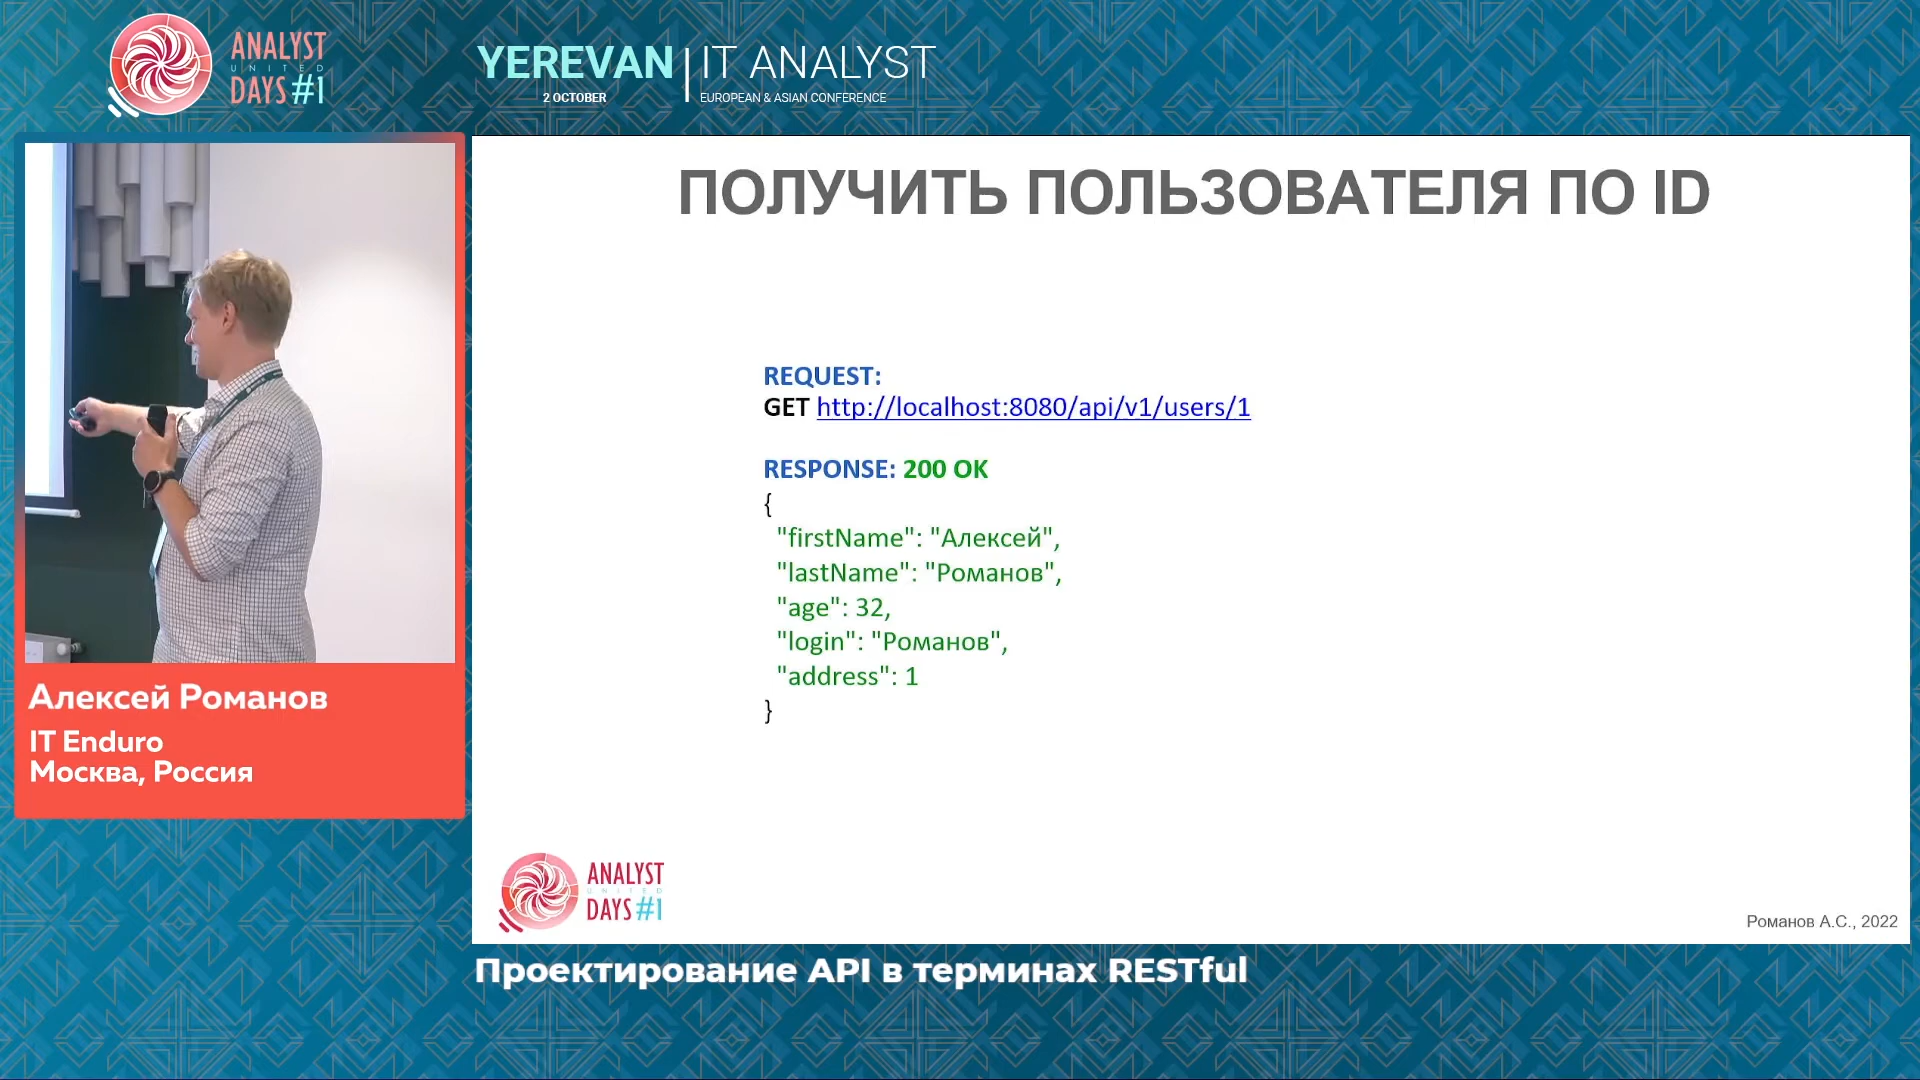 ANALYST
UNITED
DAYS #1
YEREVAN
2 OCTOBER
IT ANALYST
EUROPEAN & ASIAN CONFERENCE
ПОЛУЧИТЬ ПОЛЬЗОВАТЕЛЯ ПО ID
REQUEST:
GET http://localhost:8080/api/v1/users/1
RESPONSE: 200 OK
{
"firstName": "Алексей",
"lastName": "Романов",
"age": 32,
"login": "Романов",
"address": 1
}
Алексей Романов
IT Enduro
Москва, Россия
ANALYST
UNITED
DAYS #1
Романов А.С., 2022
Проектирование API в терминах RESTful